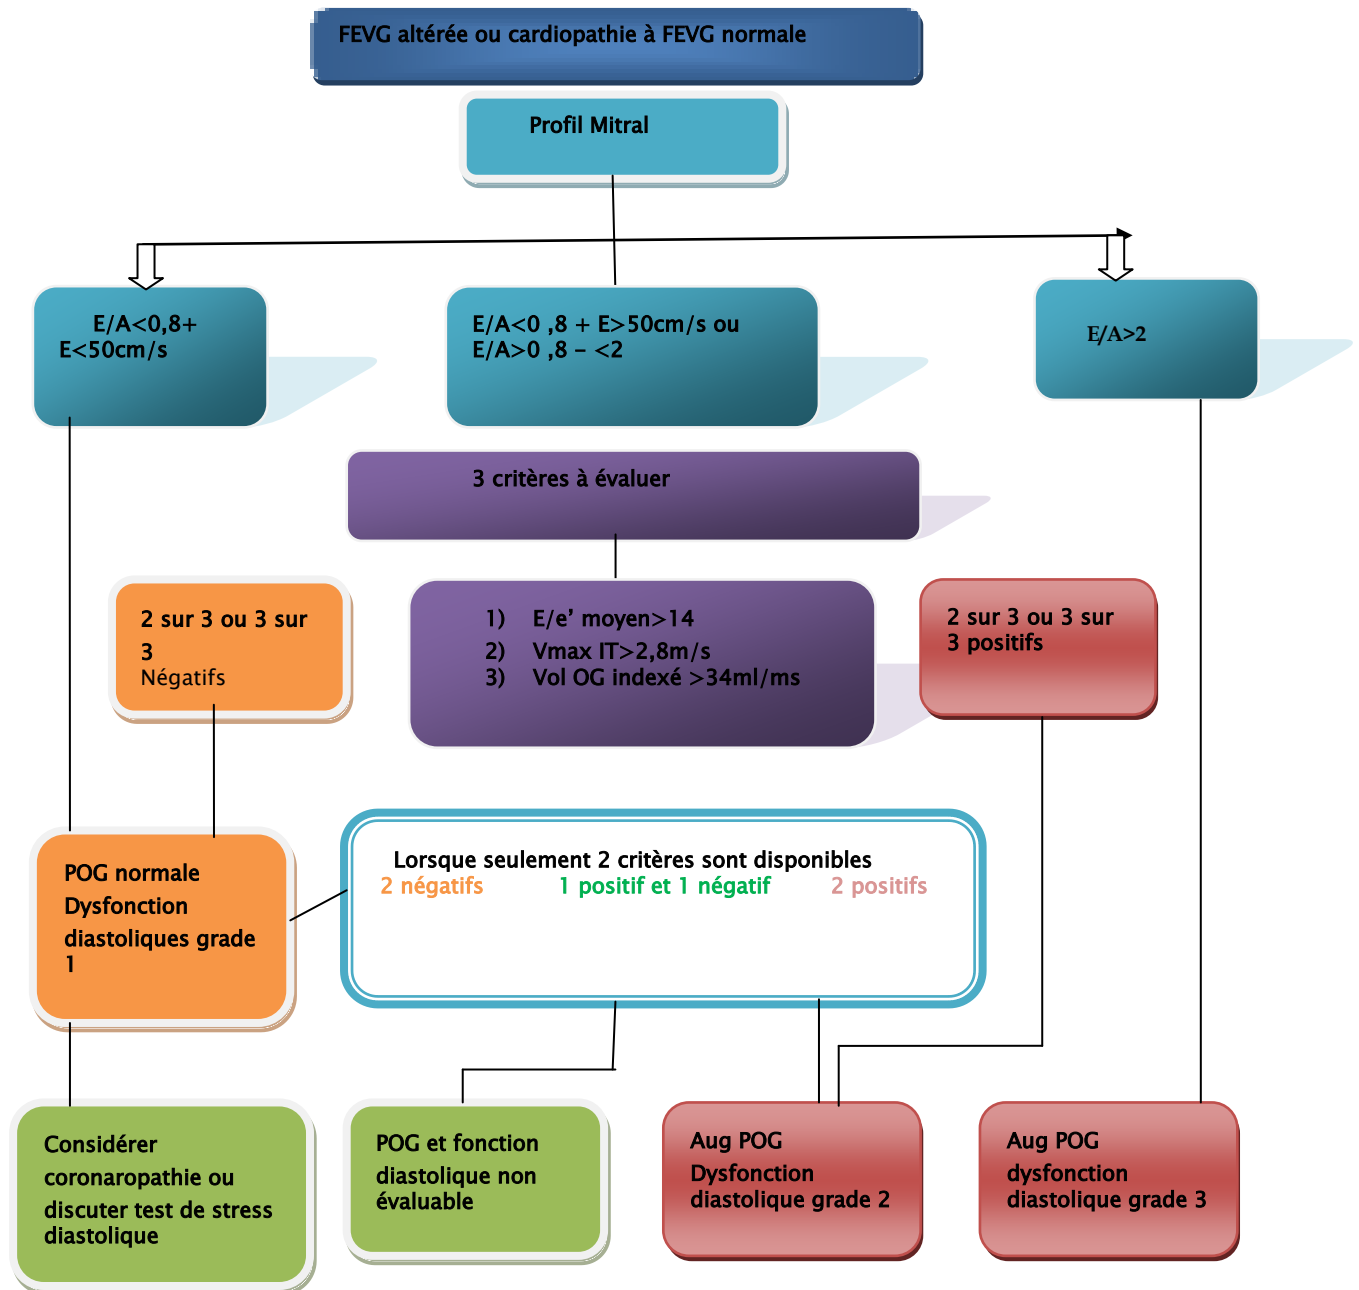 FEVG altérée ou cardiopathie à FEVG normale
Profil Mitral
E/A<0,8+
E<50cm/s
E/A<0 ,8 + E>50cm/s ou
E/A>0 ,8 – <2
E/A>2
3 critères à évaluer
2 sur 3 ou 3 sur
3
Négatifs
1) E/e’ moyen>14
2) Vmax IT>2,8m/s
3) Vol OG indexé >34ml/ms
2 sur 3 ou 3 sur
3 positifs
POG normale
Dysfonction
diastoliques grade
1
Lorsque seulement 2 critères sont disponibles
2 négatifs 1 positif et 1 négatif 2 positifs
Considérer
coronaropathie ou
discuter test de stress
diastolique
POG et fonction
diastolique non
évaluable
Aug POG
Dysfonction
diastolique grade 2
Aug POG
dysfonction
diastolique grade 3